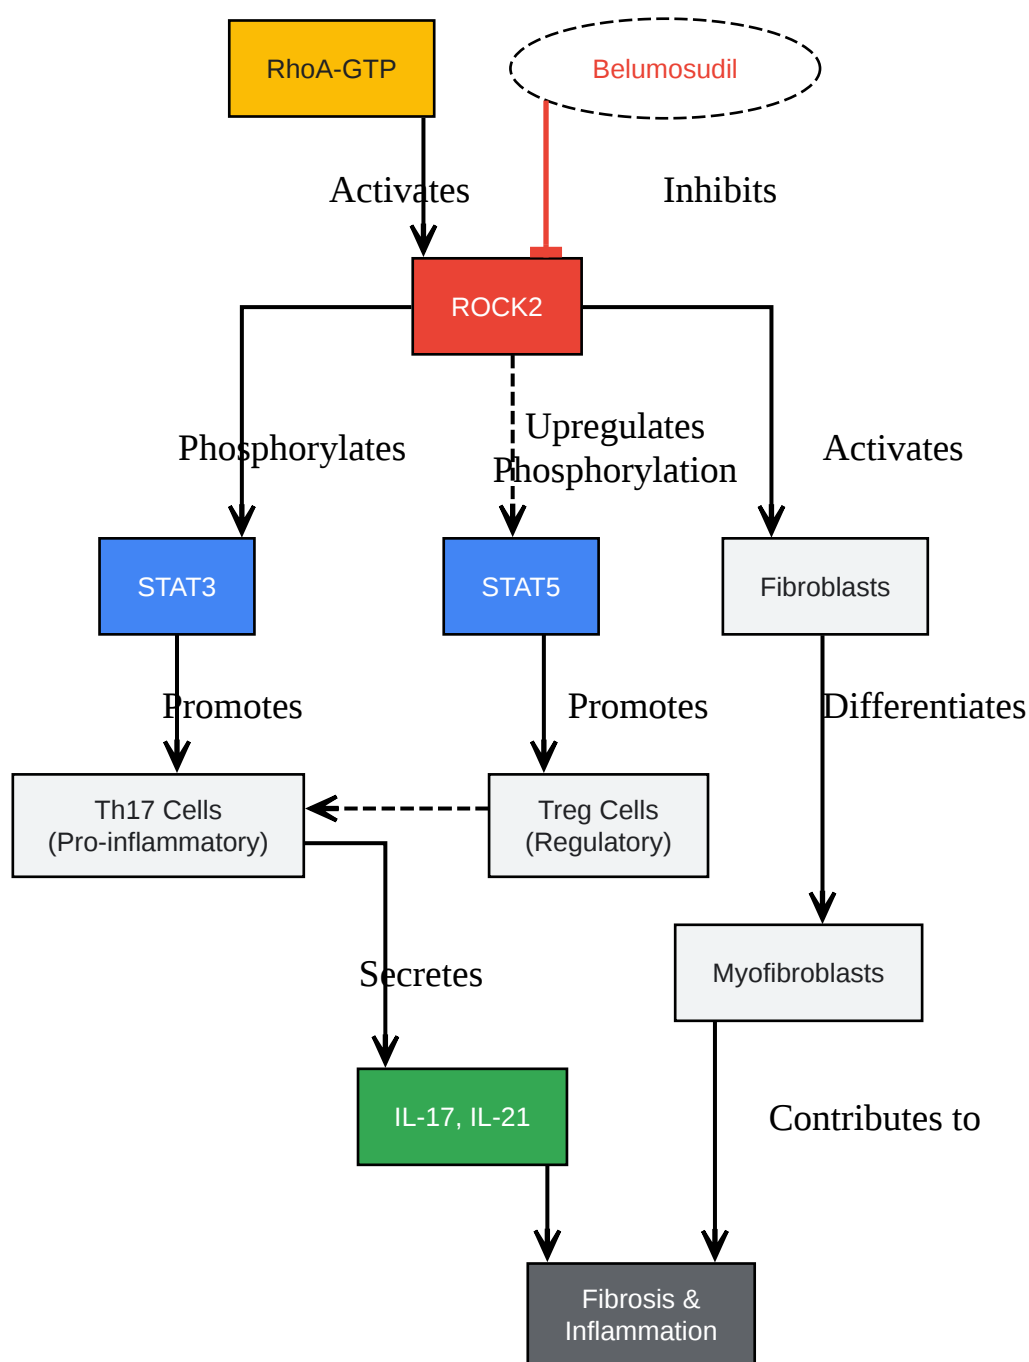 RhoA-GTP
Belumosudil
Activates
Inhibits
ROCK2
Phosphorylates
Upregulates
Phosphorylation
Activates
STAT3
STAT5
Fibroblasts
Promotes
Promotes
Differentiates
Th17 Cells
(Pro-inflammatory)
Treg Cells
(Regulatory)
Secretes
Myofibroblasts
IL-17, IL-21
Contributes to
Fibrosis &
Inflammation